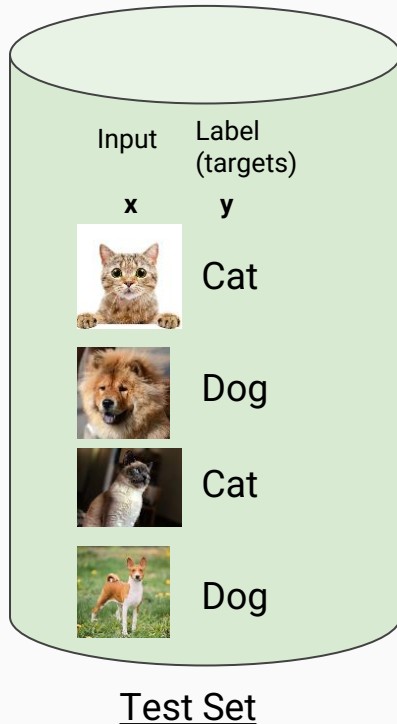 Input Label
(targets)
x y
Cat
Dog
Cat
Dog
Test Set